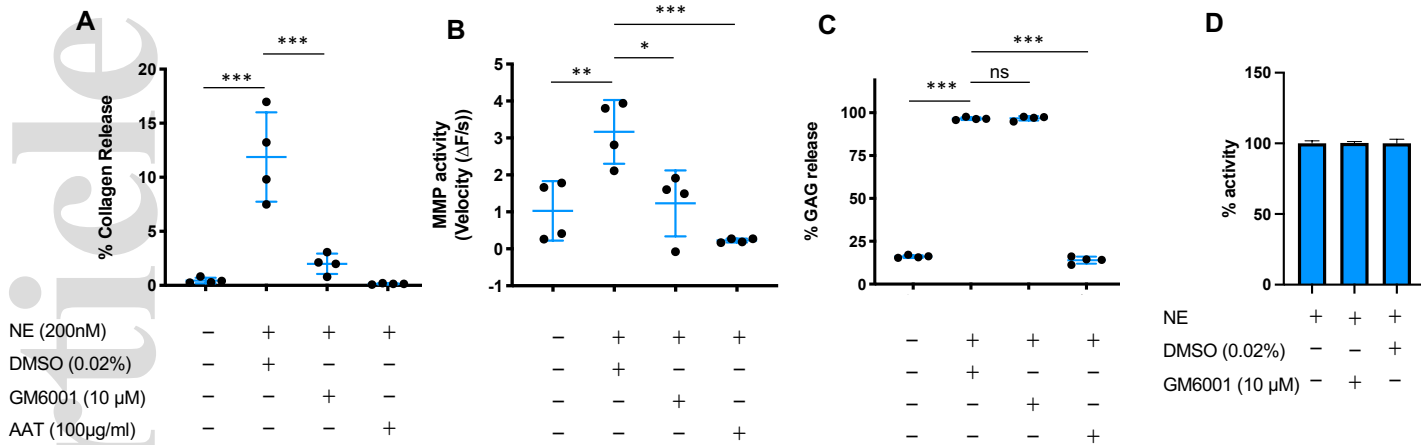 rticle
A
B
C
D
*** ***
** * ***
*** ns ***
% Collagen Release
20
15
10
5
0
MMP activity
(Velocity (ΔF/s))
5
4
3
2
1
0
-1
% GAG release
100
75
50
25
0
% activity
150
100
50
0
NE (200nM) − + + +
DMSO (0.02%) − + − −
GM6001 (10 µM) − − + −
AAT (100µg/ml) − − − +
− + + +
− + − −
− − + −
− − − +
− + + +
− + − −
− − + −
− − − +
NE + + +
DMSO (0.02%) − − +
GM6001 (10 µM) − + −